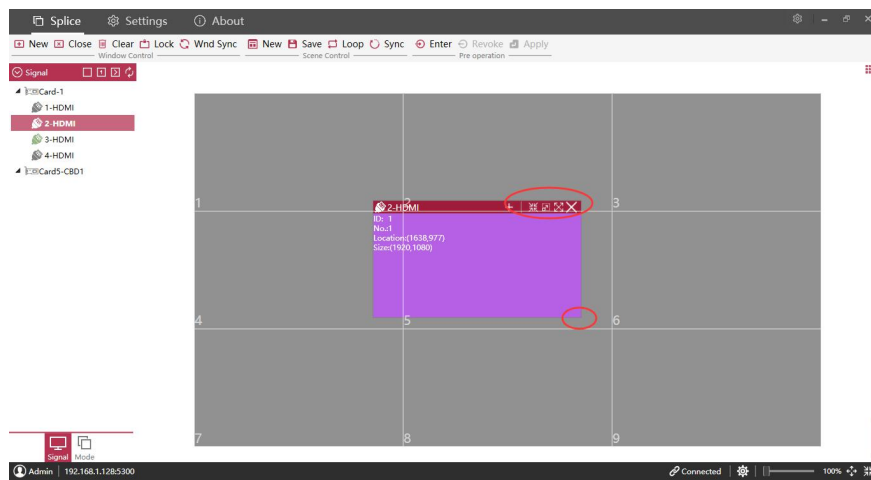 Splice Settings About
New Close Clear Lock Wnd Sync New Save Loop Sync Enter Revoke Apply
Window Control Scene Control Pre operation
Signal
Card-1
1-HDMI
2-HDMI
3-HDMI
4-HDMI
Card5-CBD1
1 2 3
2-HDMI
ID: 1
No.:1
Location:(1638,977)
Size:(1920,1080)
4 5 6
7 8 9
Signal Mode
Admin 192.168.1.128:5300 Connected 100%